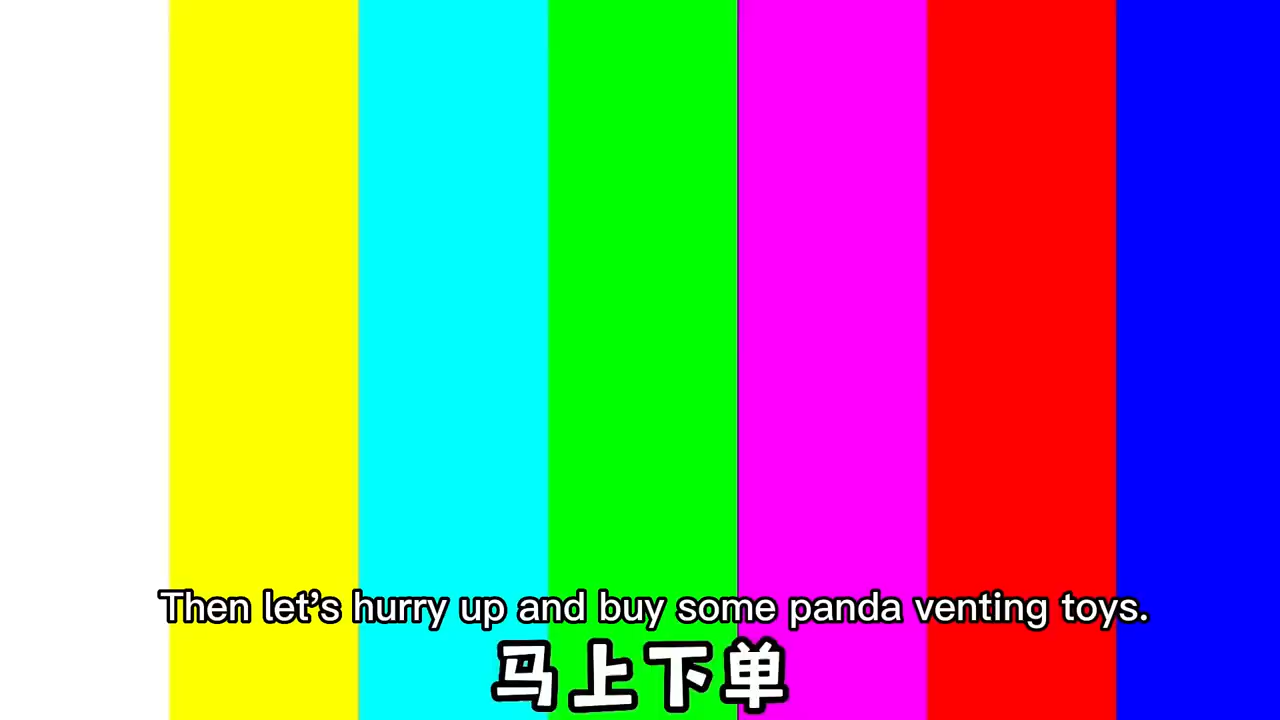 Then let’s hurry up and buy some panda venting toys.
马上下单